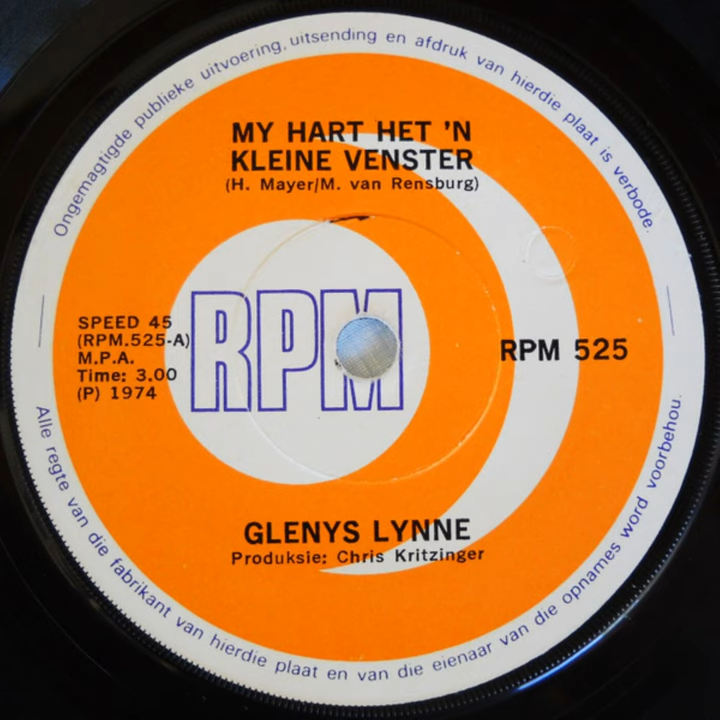 Ongemagtigde publieke uitvoering, uitsending en afdruk van hierdie plaat is verbode.
MY HART HET 'N
KLEINE VENSTER
(H. Mayer/M. van Rensburg)
RPM
SPEED 45
(RPM.525-A)
M.P.A.
Time: 3.00
(P) 1974
RPM 525
GLENYS LYNNE
Produksie: Chris Kritzinger
Alle regte van die fabrikant van hierdie plaat en van die eienaar van die opnames word voorbehou.